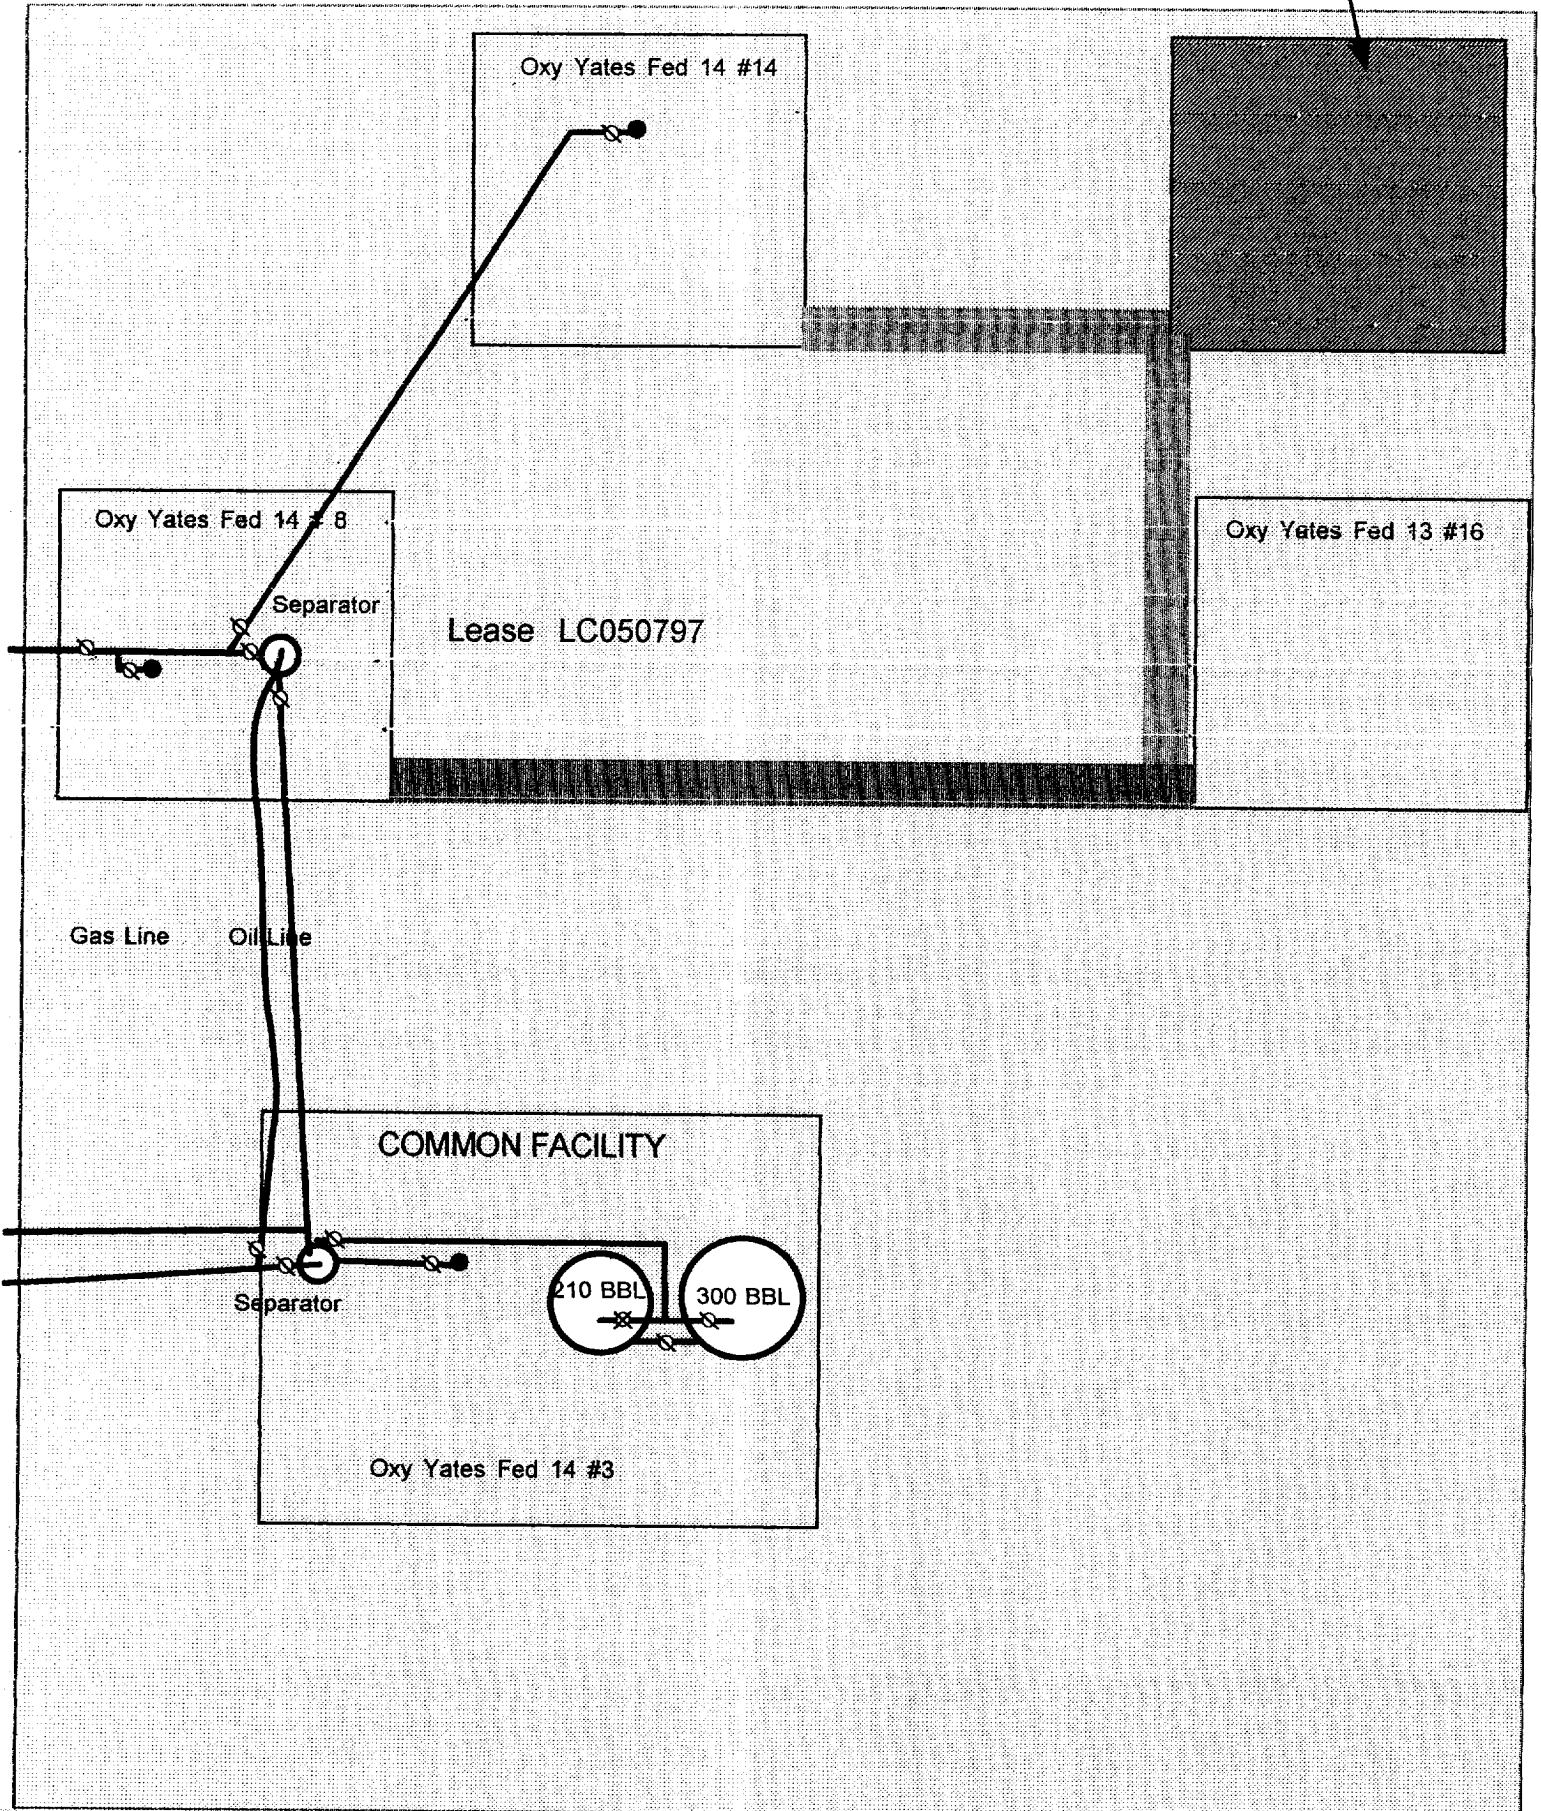 Oxy Yates Fed 14 #14
Oxy Yates Fed 14 # 8
Oxy Yates Fed 13 #16
Separator
Lease LC050797
Gas Line
Oil Line
COMMON FACILITY
210 BBL
300 BBL
Separator
Oxy Yates Fed 14 #3